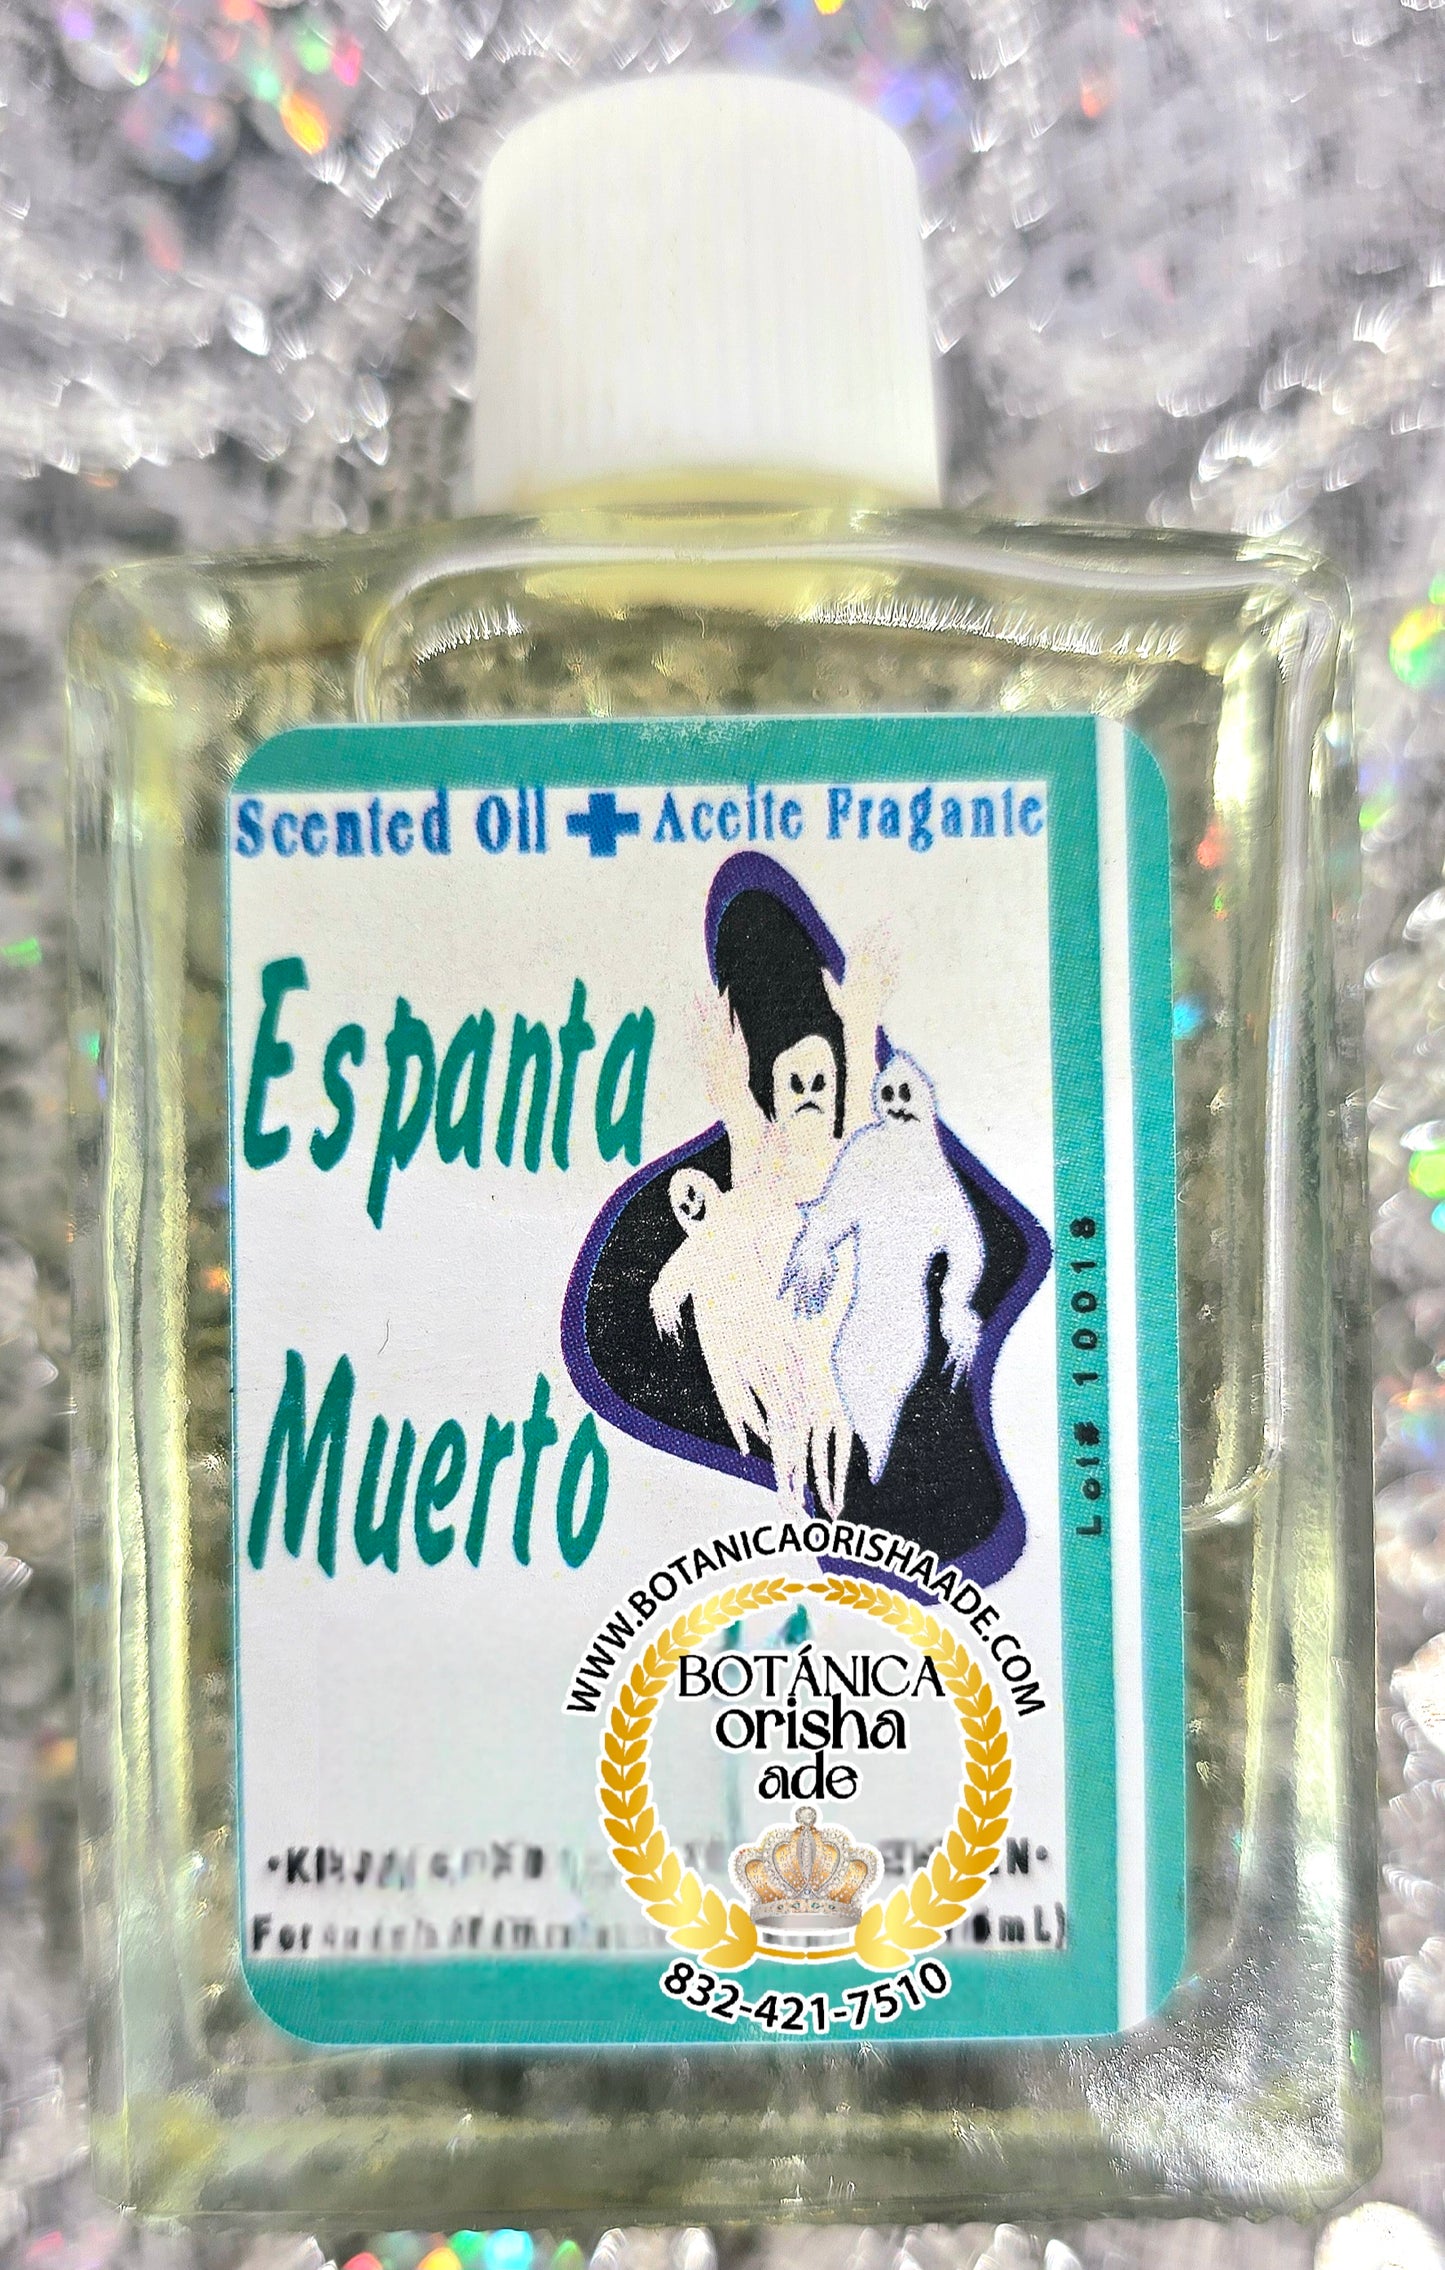 Scented Oil ✚ Aceite Fragante
Espanta
Muerto
Lot# 10018
WWW.BOTANICAORISHAADE.COM
BOTÁNICA
orisha
ade
832-421-7510